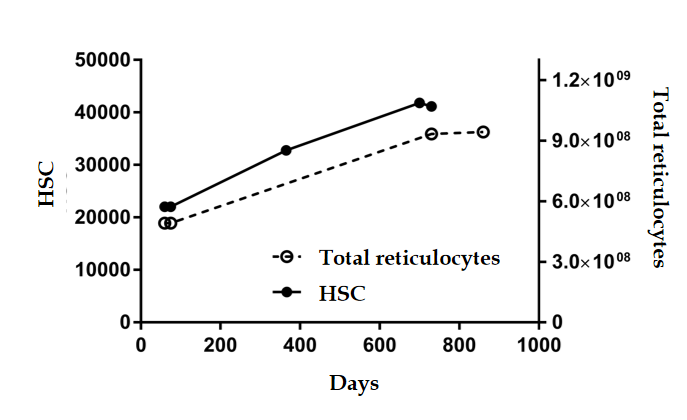 50000
40000
30000
20000
10000
0
HSC
1.2×10⁰⁹
9.0×10⁰⁸
6.0×10⁰⁸
3.0×10⁰⁸
0
Total reticulocytes
Total reticulocytes
HSC
0 200 400 600 800 1000
Days